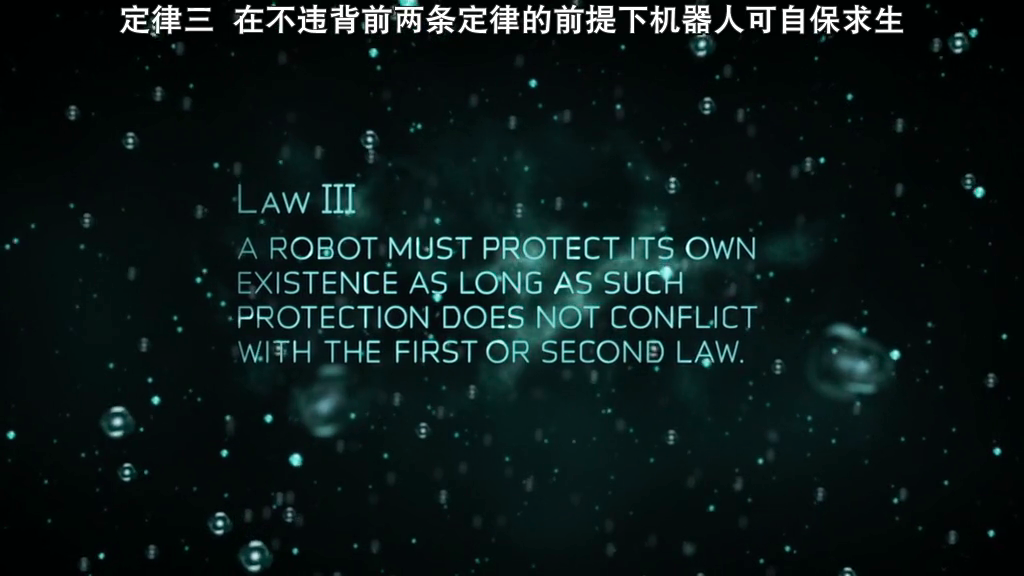 定律三 在不违背前两条定律的前提下机器人可自保求生
LAW III
A ROBOT MUST PROTECT ITS OWN
EXISTENCE AS LONG AS SUCH
PROTECTION DOES NOT CONFLICT
WITH THE FIRST OR SECOND LAW.